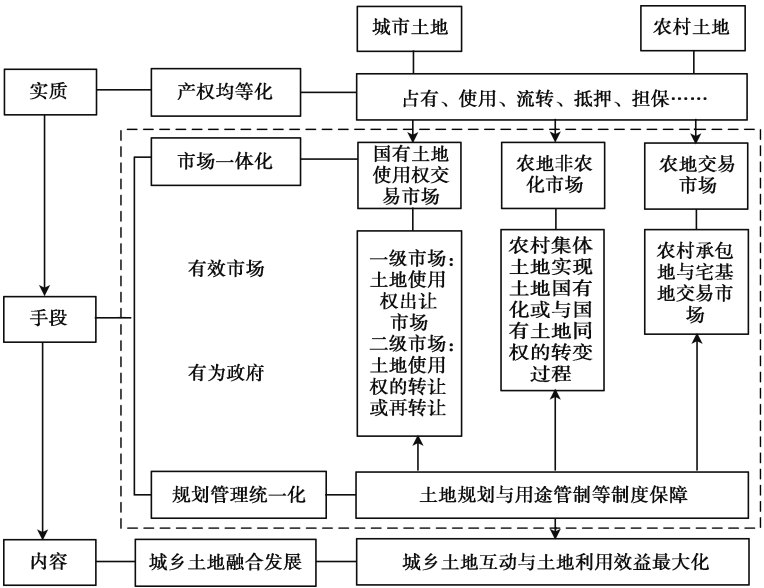 城市土地
农村土地
实质
产权均等化
占有、使用、流转、抵押、担保……
市场一体化
国有土地
使用权交
易市场
农地非农
化市场
农地交易
市场
有效市场
一级市场：
土地使用
权出让
市场
二级市场：
土地使用
权的转让
或再转让
农村集体
土地实现
土地国有
化或与国
有土地同
权的转变
过程
农村承包
地与宅基
地交易市
场
手段
有为政府
规划管理统一化
土地规划与用途管制等制度保障
内容
城乡土地融合发展
城乡土地互动与土地利用效益最大化